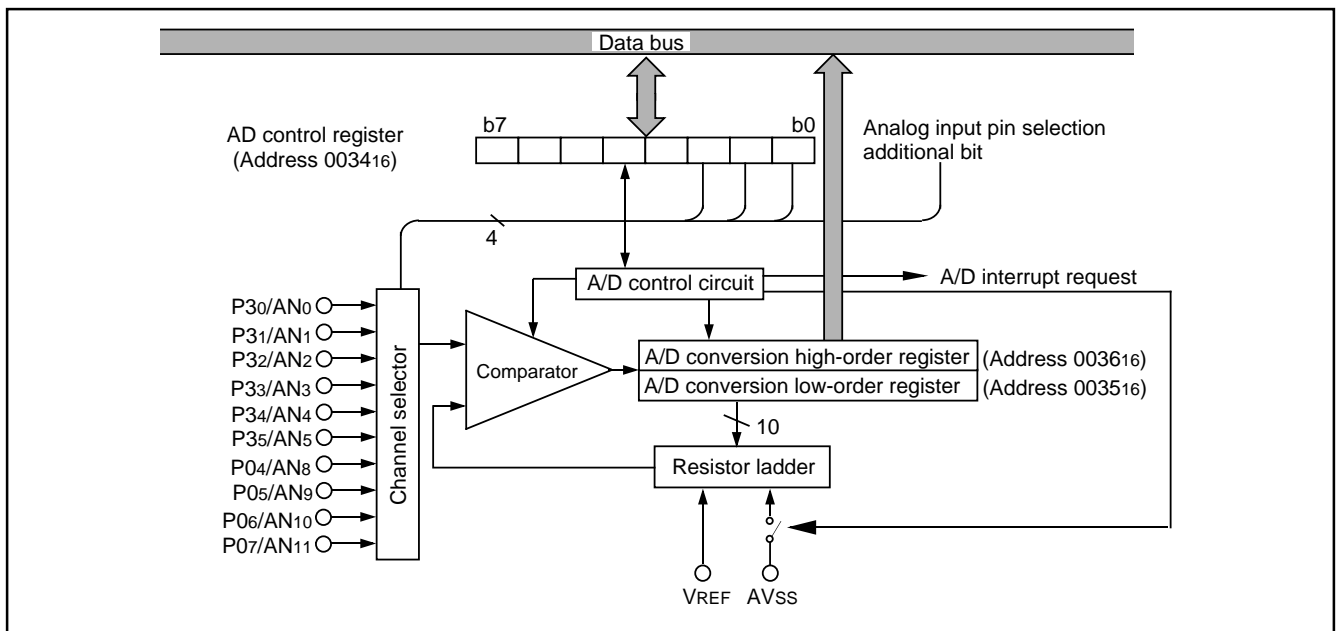 Data bus
b7
b0
AD control register
(Address 0034₁₆)
Analog input pin selection
additional bit
4
A/D control circuit
A/D interrupt request
P3₀/AN₀
P3₁/AN₁
P3₂/AN₂
P3₃/AN₃
P3₄/AN₄
P3₅/AN₅
P0₄/AN₈
P0₅/AN₉
P0₆/AN₁₀
P0₇/AN₁₁
Channel selector
Comparator
A/D conversion high-order register
(Address 0036₁₆)
A/D conversion low-order register
(Address 0035₁₆)
10
Resistor ladder
VREF
AVSS